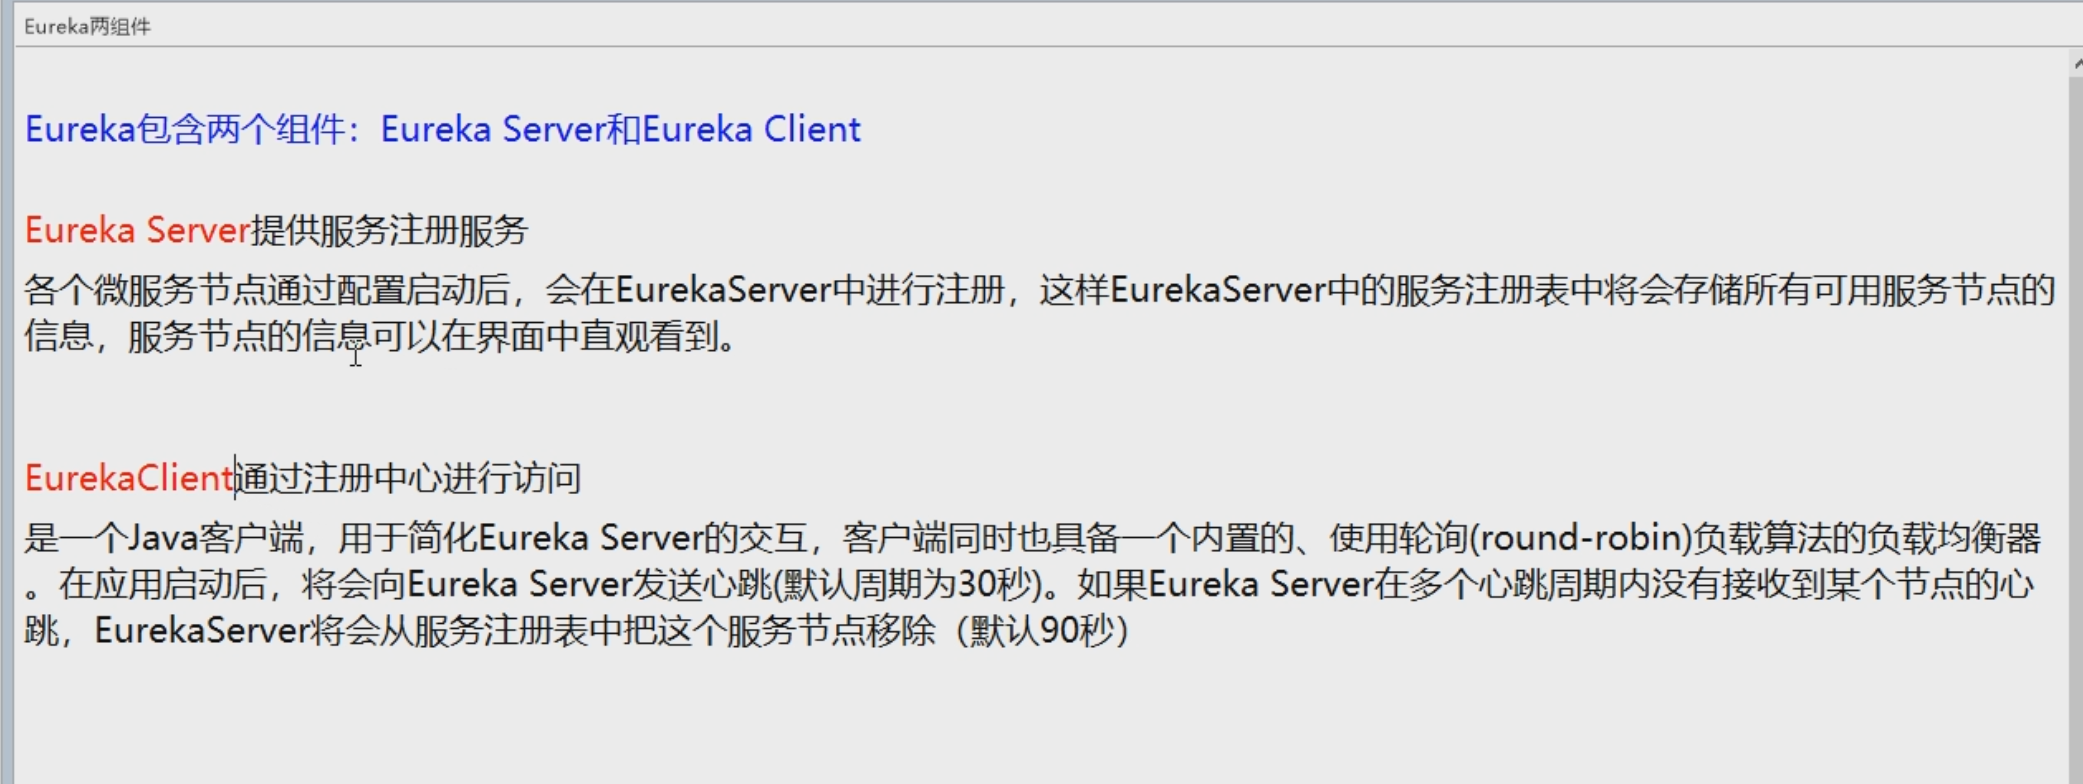 Eureka两组件
Eureka包含两个组件：Eureka Server和Eureka Client
Eureka Server提供服务注册服务
各个微服务节点通过配置启动后，会在EurekaServer中进行注册，这样EurekaServer中的服务注册表中将会存储所有可用服务节点的
信息，服务节点的信息可以在界面中直观看到。
EurekaClient通过注册中心进行访问
是一个Java客户端，用于简化Eureka Server的交互，客户端同时也具备一个内置的、使用轮询(round-robin)负载算法的负载均衡器
。在应用启动后，将会向Eureka Server发送心跳(默认周期为30秒)。如果Eureka Server在多个心跳周期内没有接收到某个节点的心
跳，EurekaServer将会从服务注册表中把这个服务节点移除（默认90秒）